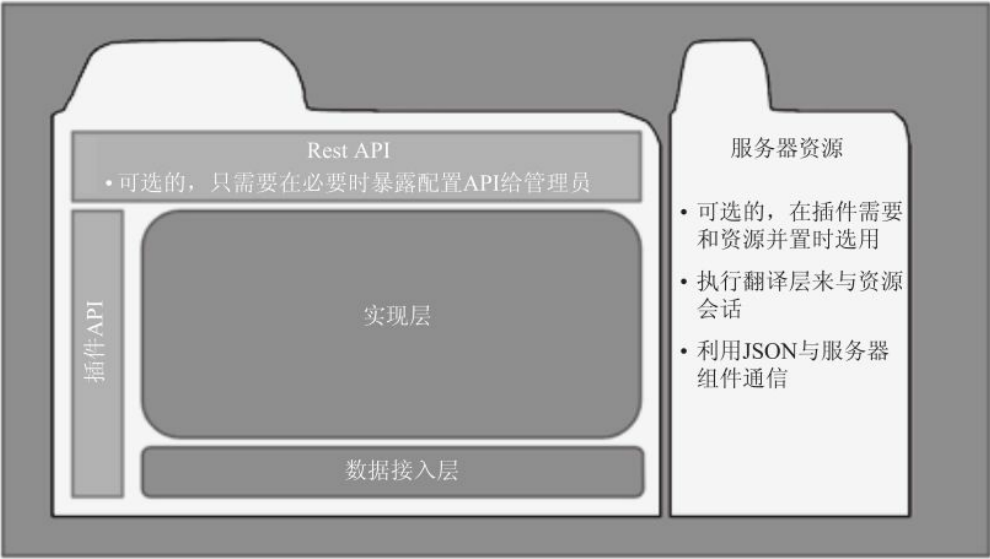 Rest API
•可选的，只需要在必要时暴露配置API给管理员
插件API
实现层
数据接入层
服务器资源
• 可选的，在插件需要
和资源并置时选用
• 执行翻译层来与资源
会话
• 利用JSON与服务器
组件通信